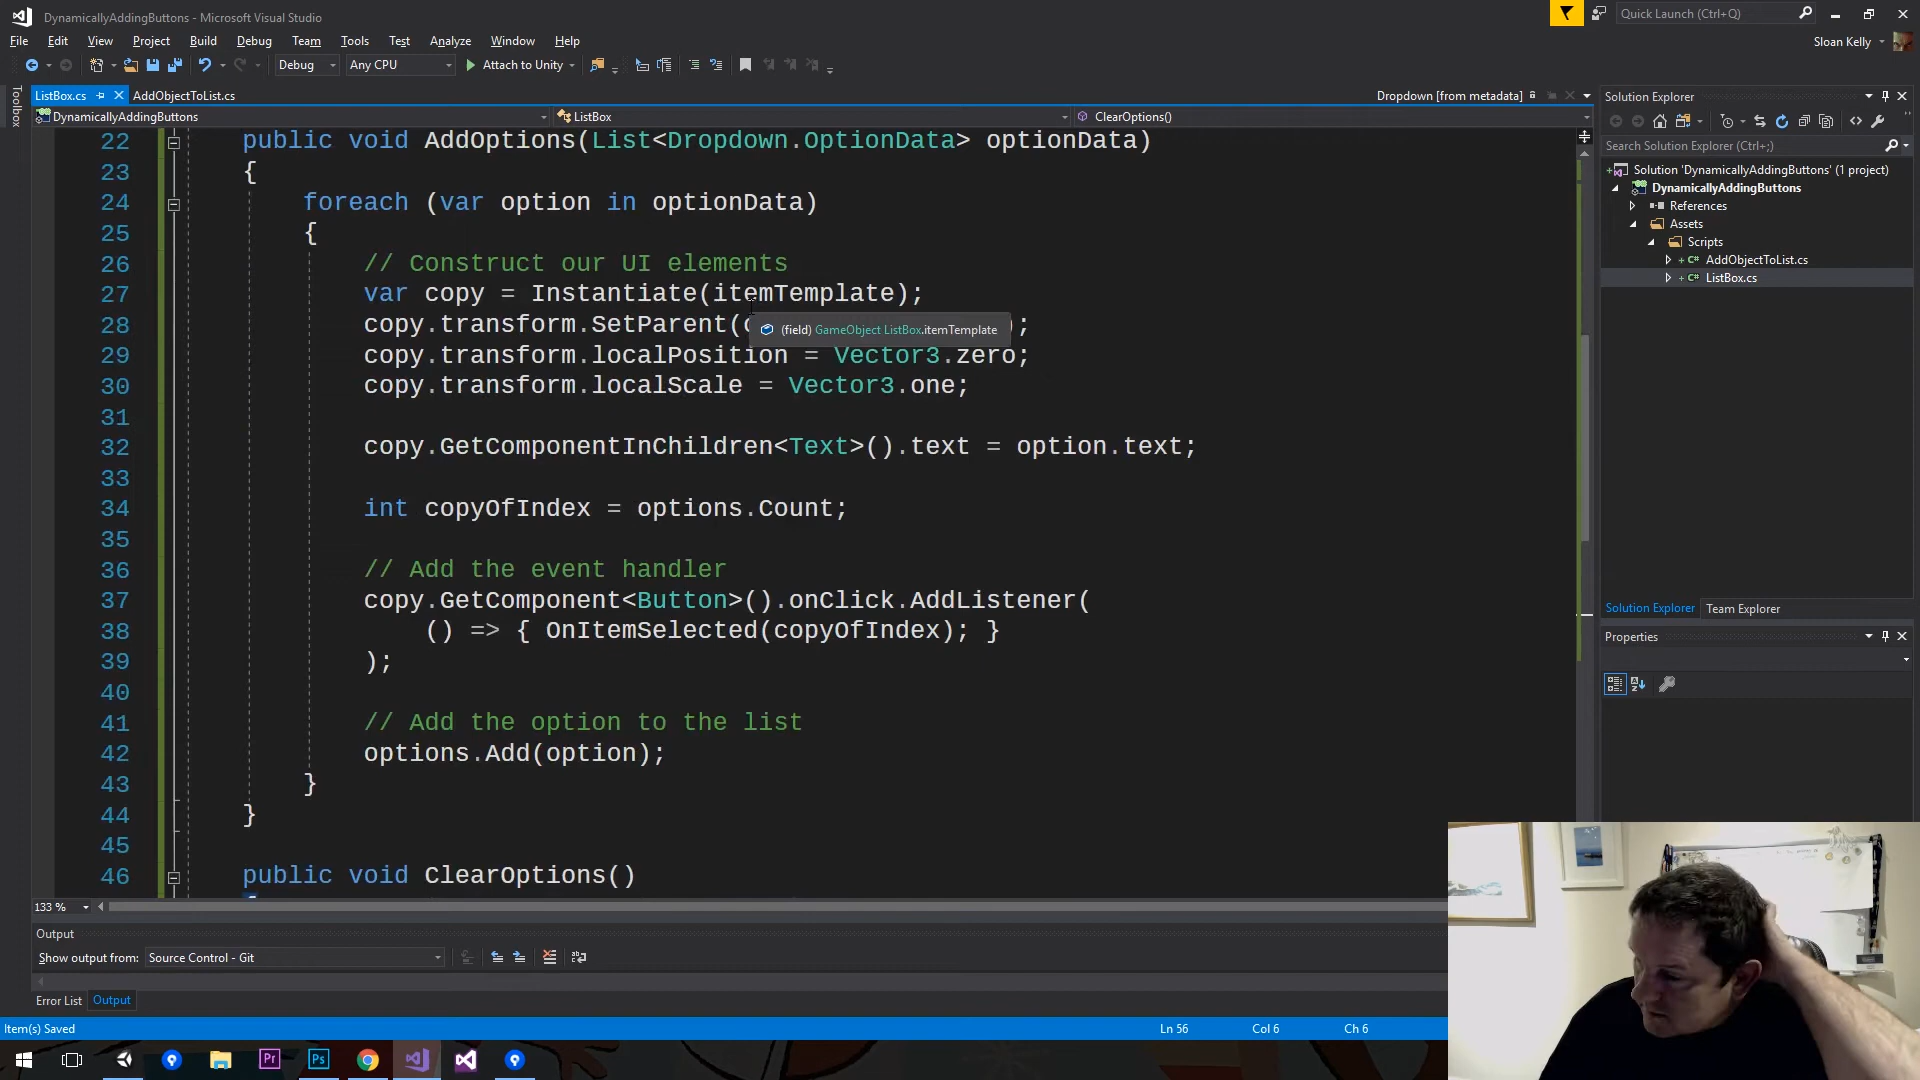 DynamicallyAddingButtons - Microsoft Visual Studio
Quick Launch (Ctrl+Q)
File Edit View Project Build Debug Team Tools Test Analyze Window Help
Sloan Kelly
Debug Any CPU Attach to Unity
Toolbox
ListBox.cs AddObjectToList.cs Dropdown [from metadata]
DynamicallyAddingButtons ListBox ClearOptions()
22 public void AddOptions(List<Dropdown.OptionData> optionData)
23 {
24 foreach (var option in optionData)
25 {
26 // Construct our UI elements
27 var copy = Instantiate(itemTemplate);
28 copy.transform.SetParent( ;
(field) GameObject ListBox.itemTemplate
29 copy.transform.localPosition = Vector3.zero;
30 copy.transform.localScale = Vector3.one;
31
32 copy.GetComponentInChildren<Text>().text = option.text;
33
34 int copyOfIndex = options.Count;
35
36 // Add the event handler
37 copy.GetComponent<Button>().onClick.AddListener(
38 () => { OnItemSelected(copyOfIndex); }
39 );
40
41 // Add the option to the list
42 options.Add(option);
43 }
44 }
45
46 public void ClearOptions()
133 %
Output
Show output from: Source Control - Git
Error List Output
Item(s) Saved Ln 56 Col 6 Ch 6
Solution Explorer
Search Solution Explorer (Ctrl+;)
Solution 'DynamicallyAddingButtons' (1 project)
DynamicallyAddingButtons
References
Assets
Scripts
AddObjectToList.cs
ListBox.cs
Solution Explorer Team Explorer
Properties
Pr Ps